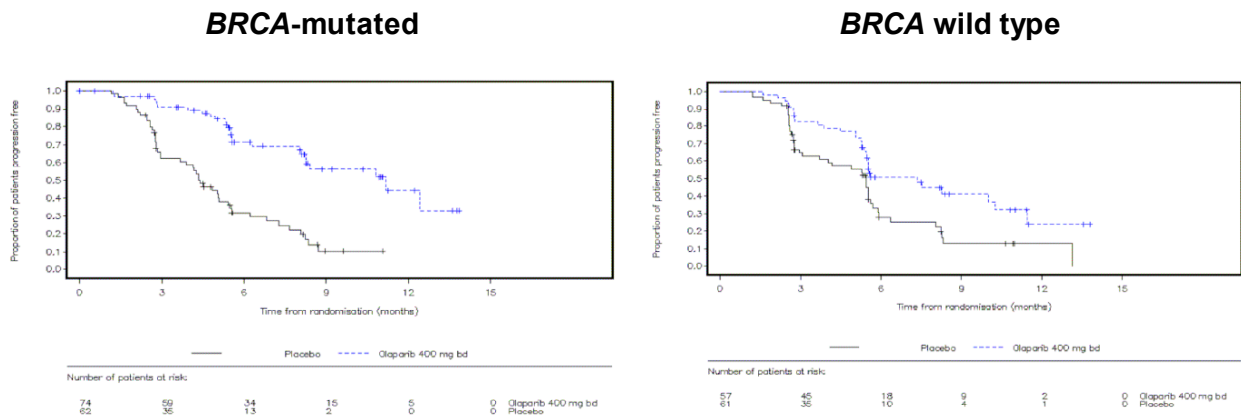 BRCA-mutated
BRCA wild type
Proportion of patients progression free
1.0
0.9
0.8
0.7
0.6
0.5
0.4
0.3
0.2
0.1
0.0
0 3 6 9 12 15
Time from randomisation (months)
Placebo Olaparib 400 mg bd
Number of patients at risk:
74 59 34 15 5 0 Olaparib 400 mg bd
62 35 13 2 0 0 Placebo
Proportion of patients progression free
1.0
0.9
0.8
0.7
0.6
0.5
0.4
0.3
0.2
0.1
0.0
0 3 6 9 12 15
Time from randomisation (months)
Placebo Olaparib 400 mg bd
Number of patients at risk:
57 45 18 9 2 0 Olaparib 400 mg bd
61 35 10 4 1 0 Placebo